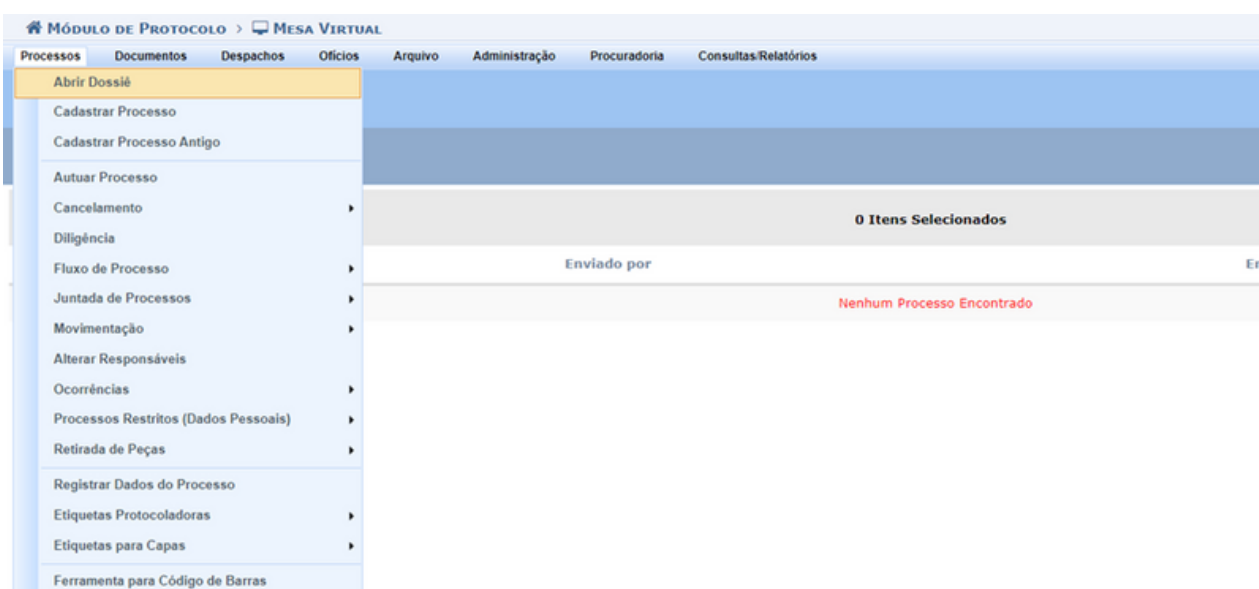 Módulo de Protocolo > Mesa Virtual
Processos Documentos Despachos Ofícios Arquivo Administração Procuradoria Consultas/Relatórios
Abrir Dossiê
Cadastrar Processo
Cadastrar Processo Antigo
Autuar Processo
Cancelamento
0 Itens Selecionados
Diligência
Enviado por
Fluxo de Processo
Juntada de Processos
Nenhum Processo Encontrado
Movimentação
Alterar Responsáveis
Ocorrências
Processos Restritos (Dados Pessoais)
Retirada de Peças
Registrar Dados do Processo
Etiquetas Protocoladoras
Etiquetas para Capas
Ferramenta para Código de Barras